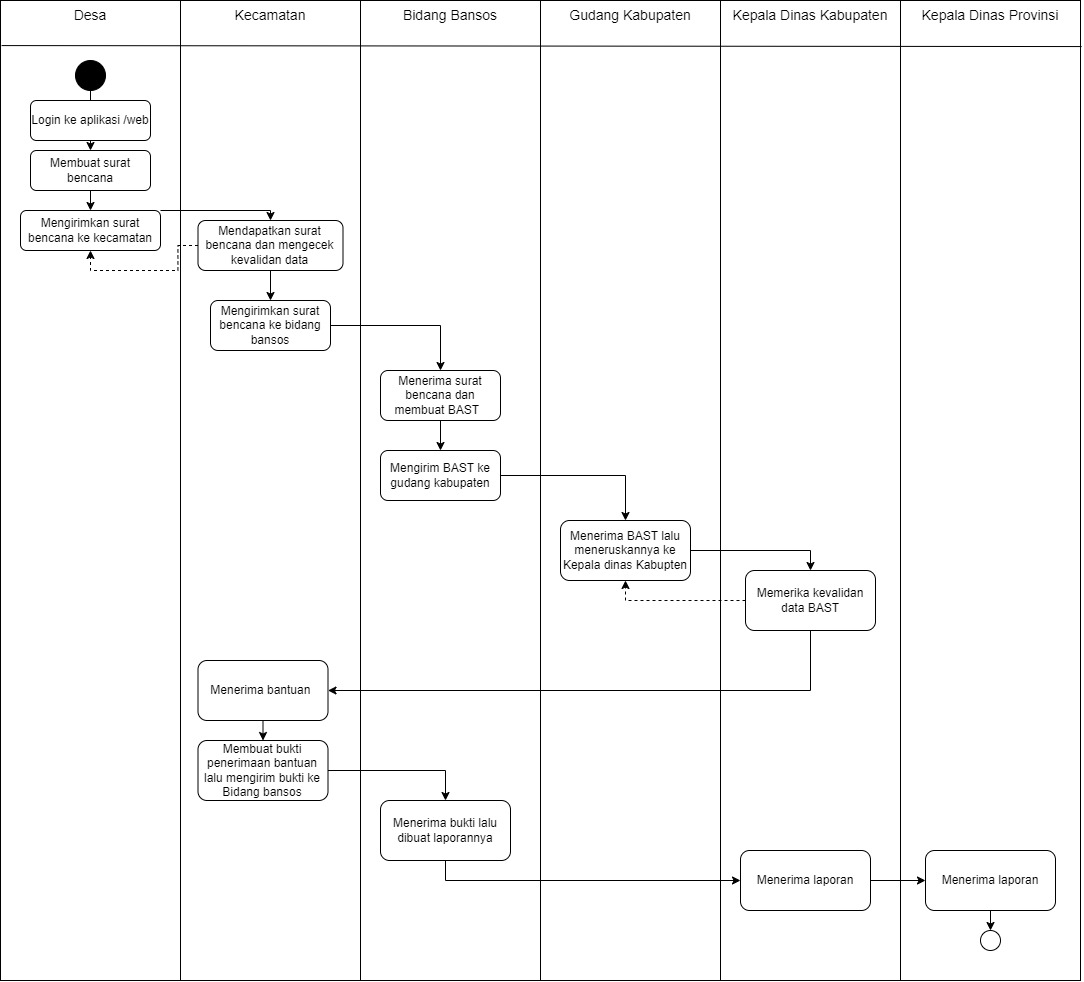 Desa
Kecamatan
Bidang Bansos
Gudang Kabupaten
Kepala Dinas Kabupaten
Kepala Dinas Provinsi
Login ke aplikasi /web
Membuat surat
bencana
Mengirimkan surat
bencana ke kecamatan
Mendapatkan surat
bencana dan mengecek
kevalidan data
Mengirimkan surat
bencana ke bidang
bansos
Menerima surat
bencana dan
membuat BAST
Mengirim BAST ke
gudang kabupaten
Menerima BAST lalu
meneruskannya ke
Kepala dinas Kabupten
Memerika kevalidan
data BAST
Menerima bantuan
Membuat bukti
penerimaan bantuan
lalu mengirim bukti ke
Bidang bansos
Menerima bukti lalu
dibuat laporannya
Menerima laporan
Menerima laporan